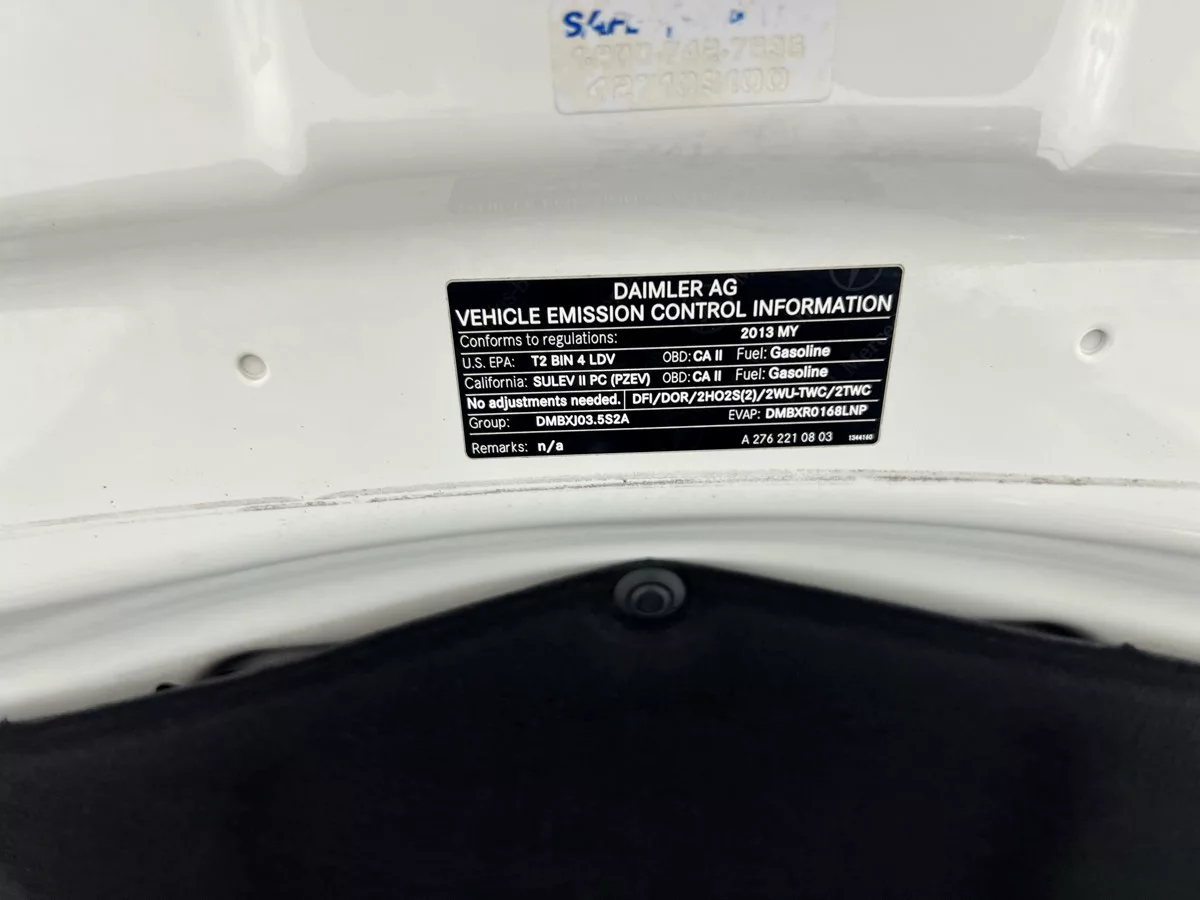 DAIMLER AG
VEHICLE EMISSION CONTROL INFORMATION
Conforms to regulations: 2013 MY
U.S. EPA: T2 BIN 4 LDV OBD: CA II Fuel: Gasoline
California: SULEV II PC (PZEV) OBD: CA II Fuel: Gasoline
No adjustments needed. DFI/DOR/2HO2S(2)/2WU-TWC/2TWC
Group: DMBXJ03.5S2A EVAP: DMBXR0168LNP
Remarks: n/a A 276 221 08 03 1344160